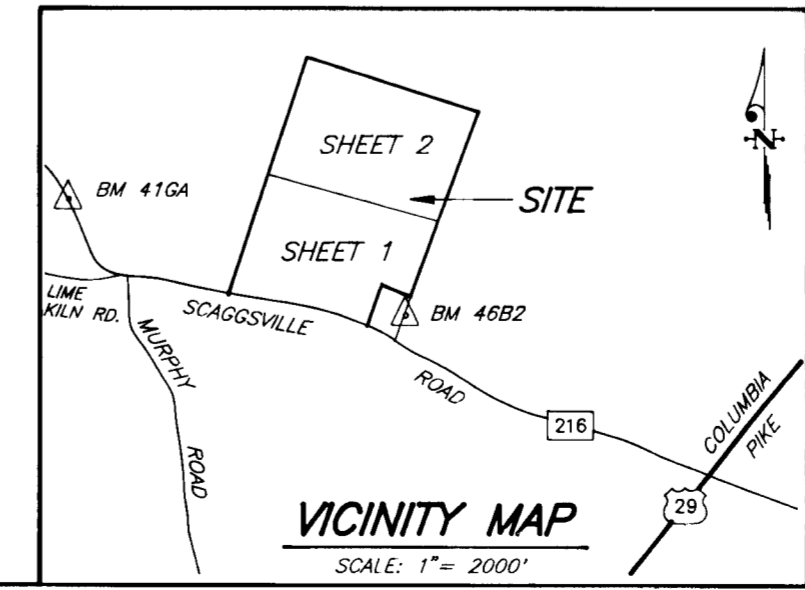 SHEET 2
N
BM 41GA
SITE
SHEET 1
LIME
KILN RD.
SCAGGSVILLE
BM 46B2
MURPHY
ROAD
COLUMBIA
216
PIKE
ROAD
29
VICINITY MAP
SCALE: 1"= 2000'